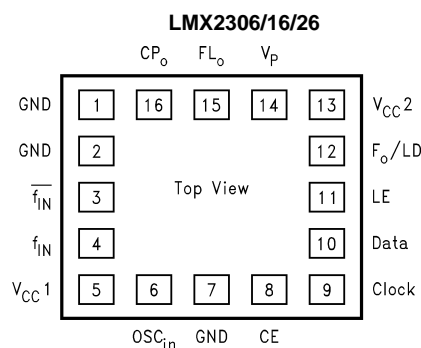 LMX2306/16/26
CPo FLo VP
GND 1 16 15 14 13 VCC2
GND 2 12 Fo/LD
f̅I̅N̅ 3 Top View 11 LE
fIN 4 10 Data
VCC1 5 6 7 8 9 Clock
OSCin GND CE